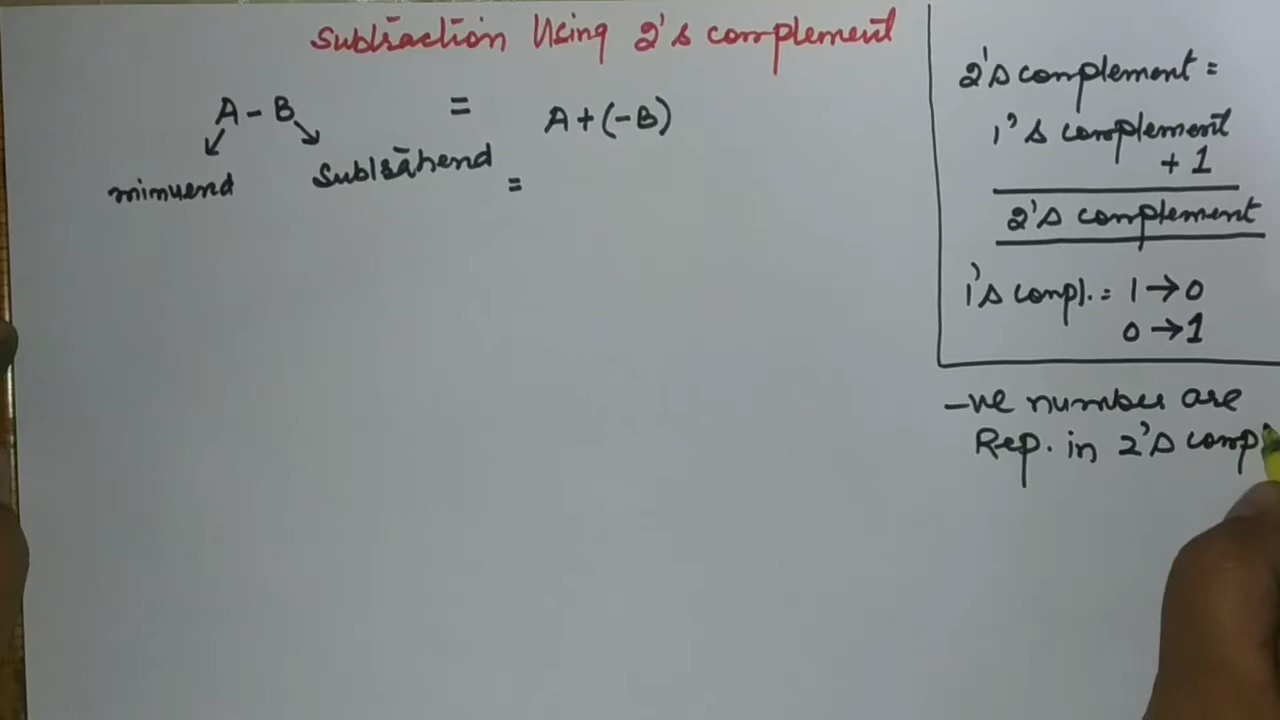 Subtraction Using 2's complement
A - B = A + (-B)
minuend
Subtrahend
=
2's complement =
1's complement
+ 1
2's complement
1's compl. = 1 → 0
0 → 1
-ve number are
Rep. in 2's comp